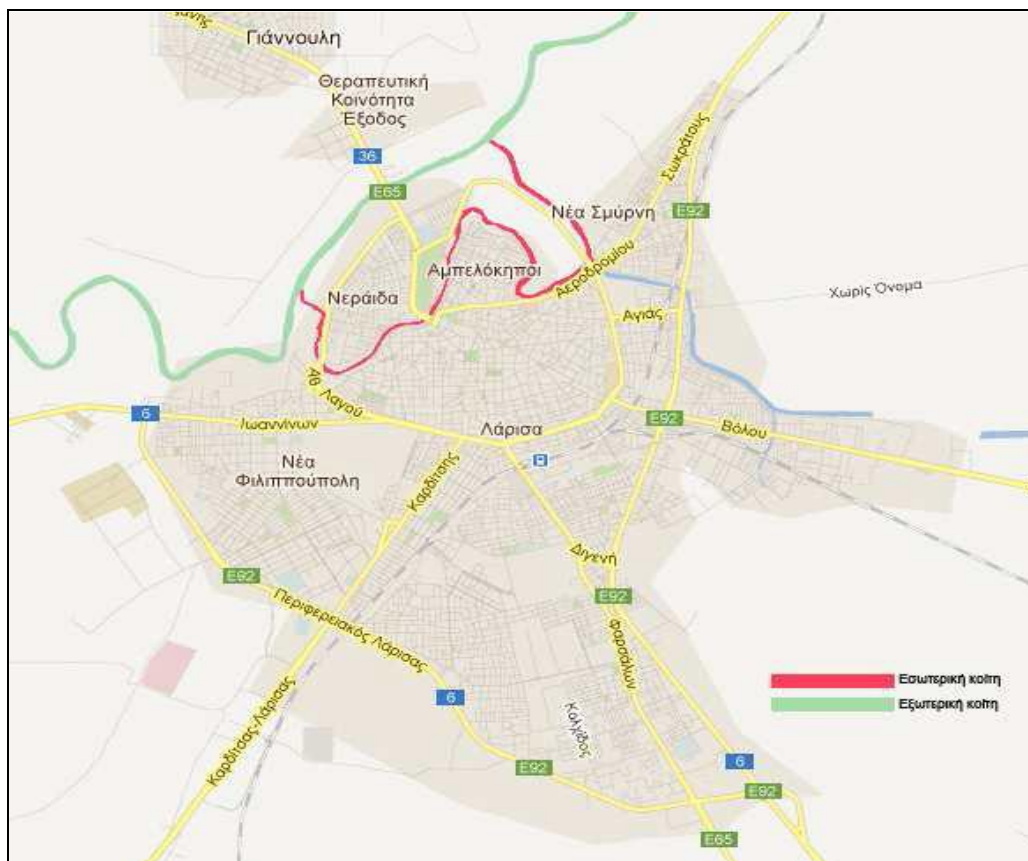 Γιάννουλη
Θεραπευτική
Κοινότητα
Έξοδος
36
E65
Σωκράτους
Νέα Σμύρνη
E92
Αμπελόκηποι
Αεροδρομίου
Νεράιδα
Χωρίς Όνομα
Αγιάς
Αθ Λαγού
6
Ιωαννίνων
Λάρισα
E92
Βόλου
Νέα
Φιλιππούπολη
Καρδίτσης
Διγενή
E92
E92
Περιφερειακός Λάρισας
Φαρσάλων
Εσωτερική κοίτη
Εξωτερική κοίτη
6
Καρδίτσας-Λάρισας
Κολχίδος
E92
6
E92
E65